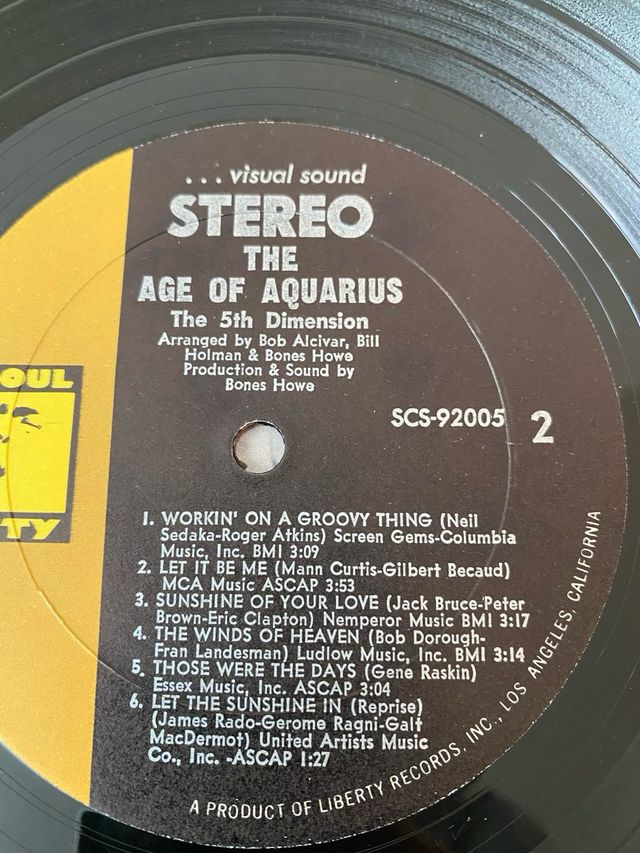 ... visual sound
STEREO
THE
AGE OF AQUARIUS
The 5th Dimension
Arranged by Bob Alcivar, Bill
Holman & Bones Howe
Production & Sound by
Bones Howe
SCS-92005 2
OUL
TY
1. WORKIN' ON A GROOVY THING (Neil
Sedaka-Roger Atkins) Screen Gems-Columbia
Music, Inc. BMI 3:09
2. LET IT BE ME (Mann Curtis-Gilbert Becaud)
MCA Music ASCAP 3:53
3. SUNSHINE OF YOUR LOVE (Jack Bruce-Peter
Brown-Eric Clapton) Nemperor Music BMI 3:17
4. THE WINDS OF HEAVEN (Bob Dorough-
Fran Landesman) Ludlow Music, Inc. BMI 3:14
5. THOSE WERE THE DAYS (Gene Raskin)
Essex Music, Inc. ASCAP 3:04
6. LET THE SUNSHINE IN (Reprise)
(James Rado-Gerome Ragni-Galt
MacDermot) United Artists Music
Co., Inc. -ASCAP 1:27
A PRODUCT OF LIBERTY RECORDS, INC., LOS ANGELES, CALIFORNIA